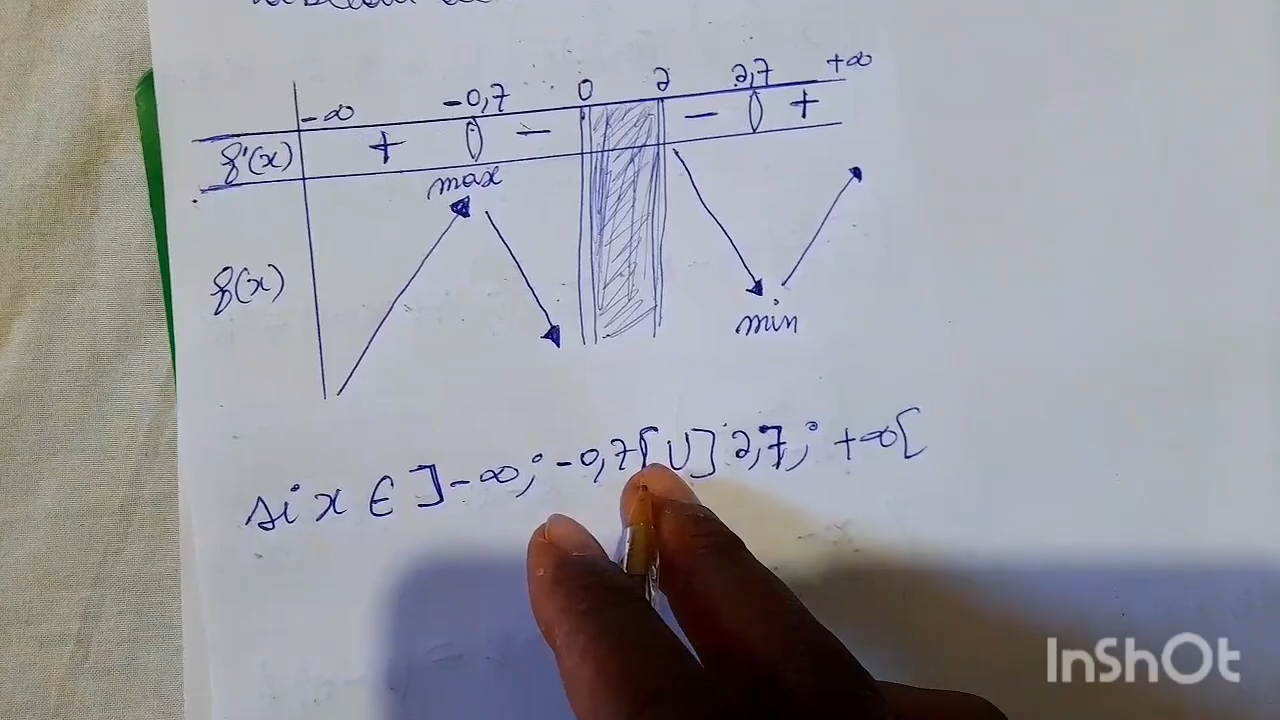 -∞ -0,7 0 2 2,7 +∞
f'(x) + 0 - - 0 +
max
f(x)
min
si x ∈ ]-∞; -0,7[ U ]2,7; +∞[
InShOt